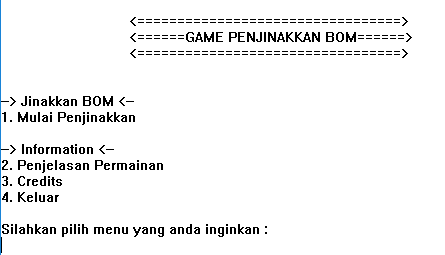 <===============================>
<======GAME PENJINAKKAN BOM======>
<===============================>
--> Jinakkan BOM <--
1. Mulai Penjinakkan
--> Information <--
2. Penjelasan Permainan
3. Credits
4. Keluar
Silahkan pilih menu yang anda inginkan :